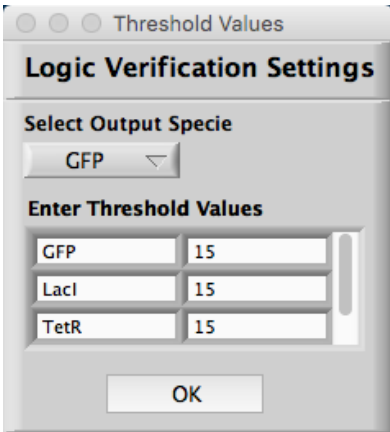 Threshold Values
Logic Verification Settings
Select Output Specie
GFP
Enter Threshold Values
GFP 15
LacI 15
TetR 15
OK